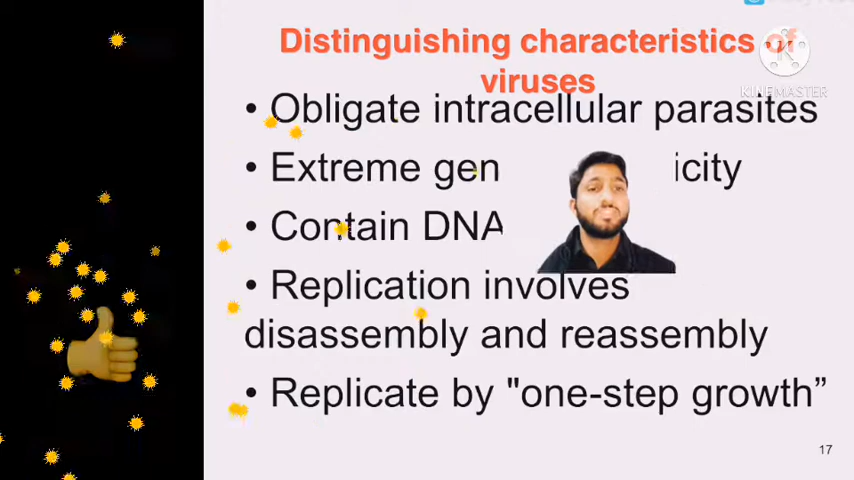 Distinguishing characteristics of
viruses
• Obligate intracellular parasites
• Extreme gen icity
• Contain DNA
• Replication involves
disassembly and reassembly
• Replicate by "one-step growth”
KINEMASTER
17